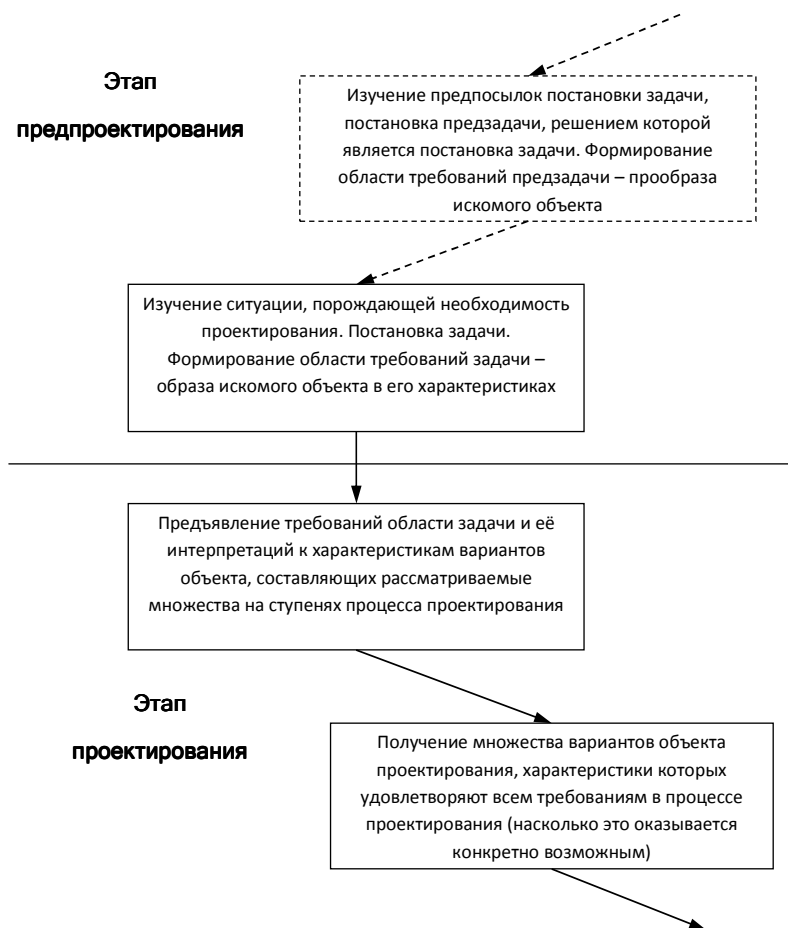 Этап
предпроектирования
Изучение предпосылок постановки задачи,
постановка предзадачи, решением которой
является постановка задачи. Формирование
области требований предзадачи – прообраза
искомого объекта
Изучение ситуации, порождающей необходимость
проектирования. Постановка задачи.
Формирование области требований задачи –
образа искомого объекта в его характеристиках
Предъявление требований области задачи и её
интерпретаций к характеристикам вариантов
объекта, составляющих рассматриваемые
множества на ступенях процесса проектирования
Этап
проектирования
Получение множества вариантов объекта
проектирования, характеристики которых
удовлетворяют всем требованиям в процессе
проектирования (насколько это оказывается
конкретно возможным)